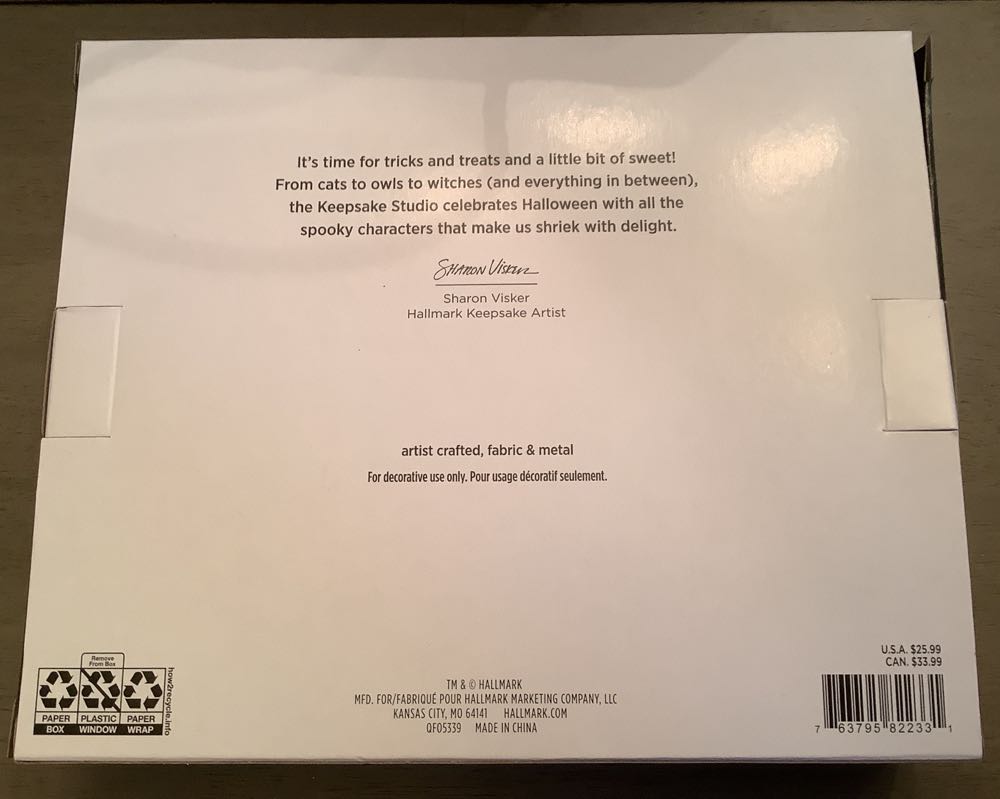 It's time for tricks and treats and a little bit of sweet!
From cats to owls to witches (and everything in between),
the Keepsake Studio celebrates Halloween with all the
spooky characters that make us shriek with delight.
SHARON VISKER
Sharon Visker
Hallmark Keepsake Artist
artist crafted, fabric & metal
For decorative use only. Pour usage décoratif seulement.
Remove
From Box
PAPER PLASTIC PAPER
BOX WINDOW WRAP
how2recycle.info
TM & © HALLMARK
MFD. FOR/FABRIQUÉ POUR HALLMARK MARKETING COMPANY, LLC
KANSAS CITY, MO 64141 HALLMARK.COM
QFO5339 MADE IN CHINA
U.S.A. $25.99
CAN. $33.99
7 63795 82233 1